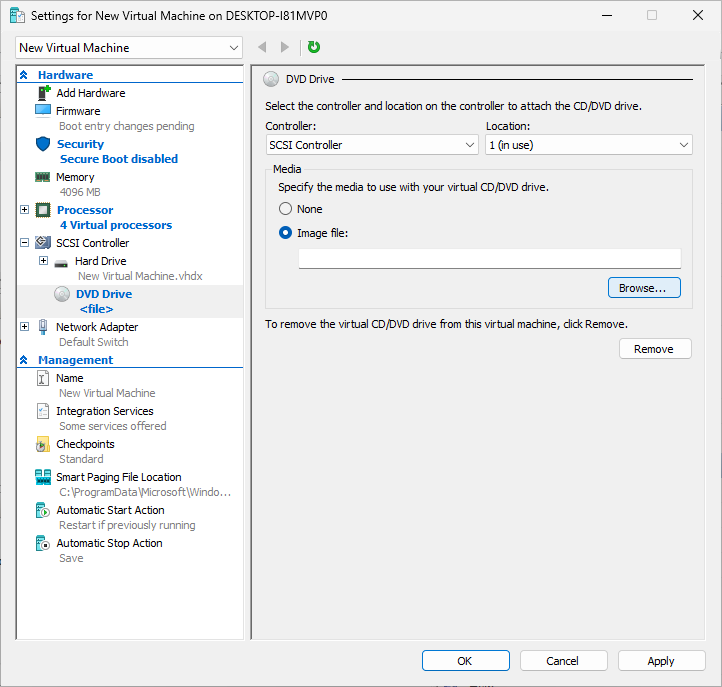 Settings for New Virtual Machine on DESKTOP-I81MVP0
New Virtual Machine
Hardware
Add Hardware
Firmware
Boot entry changes pending
Security
Secure Boot disabled
Memory
4096 MB
Processor
4 Virtual processors
SCSI Controller
Hard Drive
New Virtual Machine.vhdx
DVD Drive
<file>
Network Adapter
Default Switch
Management
Name
New Virtual Machine
Integration Services
Some services offered
Checkpoints
Standard
Smart Paging File Location
C:\ProgramData\Microsoft\Windo...
Automatic Start Action
Restart if previously running
Automatic Stop Action
Save
DVD Drive
Select the controller and location on the controller to attach the CD/DVD drive.
Controller: Location:
SCSI Controller 1 (in use)
Media
Specify the media to use with your virtual CD/DVD drive.
None
Image file:
Browse...
To remove the virtual CD/DVD drive from this virtual machine, click Remove.
Remove
OK Cancel Apply